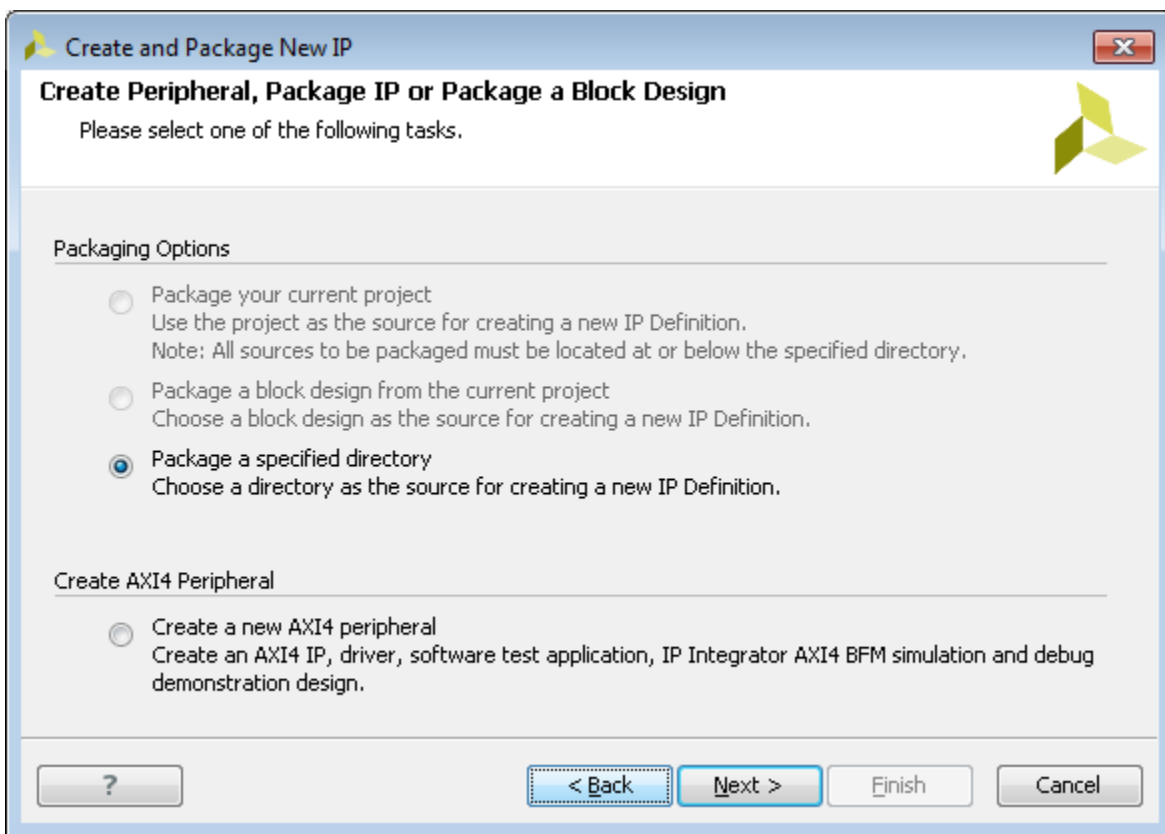 Create and Package New IP
Create Peripheral, Package IP or Package a Block Design
Please select one of the following tasks.
Packaging Options
Package your current project
Use the project as the source for creating a new IP Definition.
Note: All sources to be packaged must be located at or below the specified directory.
Package a block design from the current project
Choose a block design as the source for creating a new IP Definition.
Package a specified directory
Choose a directory as the source for creating a new IP Definition.
Create AXI4 Peripheral
Create a new AXI4 peripheral
Create an AXI4 IP, driver, software test application, IP Integrator AXI4 BFM simulation and debug
demonstration design.
? < Back Next > Finish Cancel